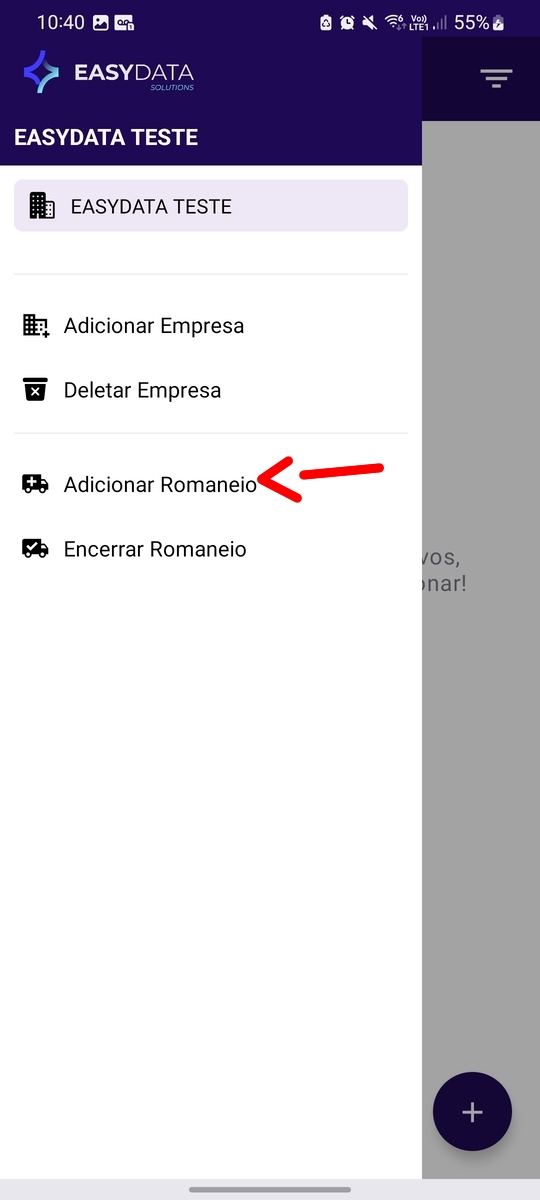 10:40
Vo)) LTE1 55%
EASYDATA
SOLUTIONS
EASYDATA TESTE
EASYDATA TESTE
Adicionar Empresa
Deletar Empresa
Adicionar Romaneio
Encerrar Romaneio
vos,
onar!